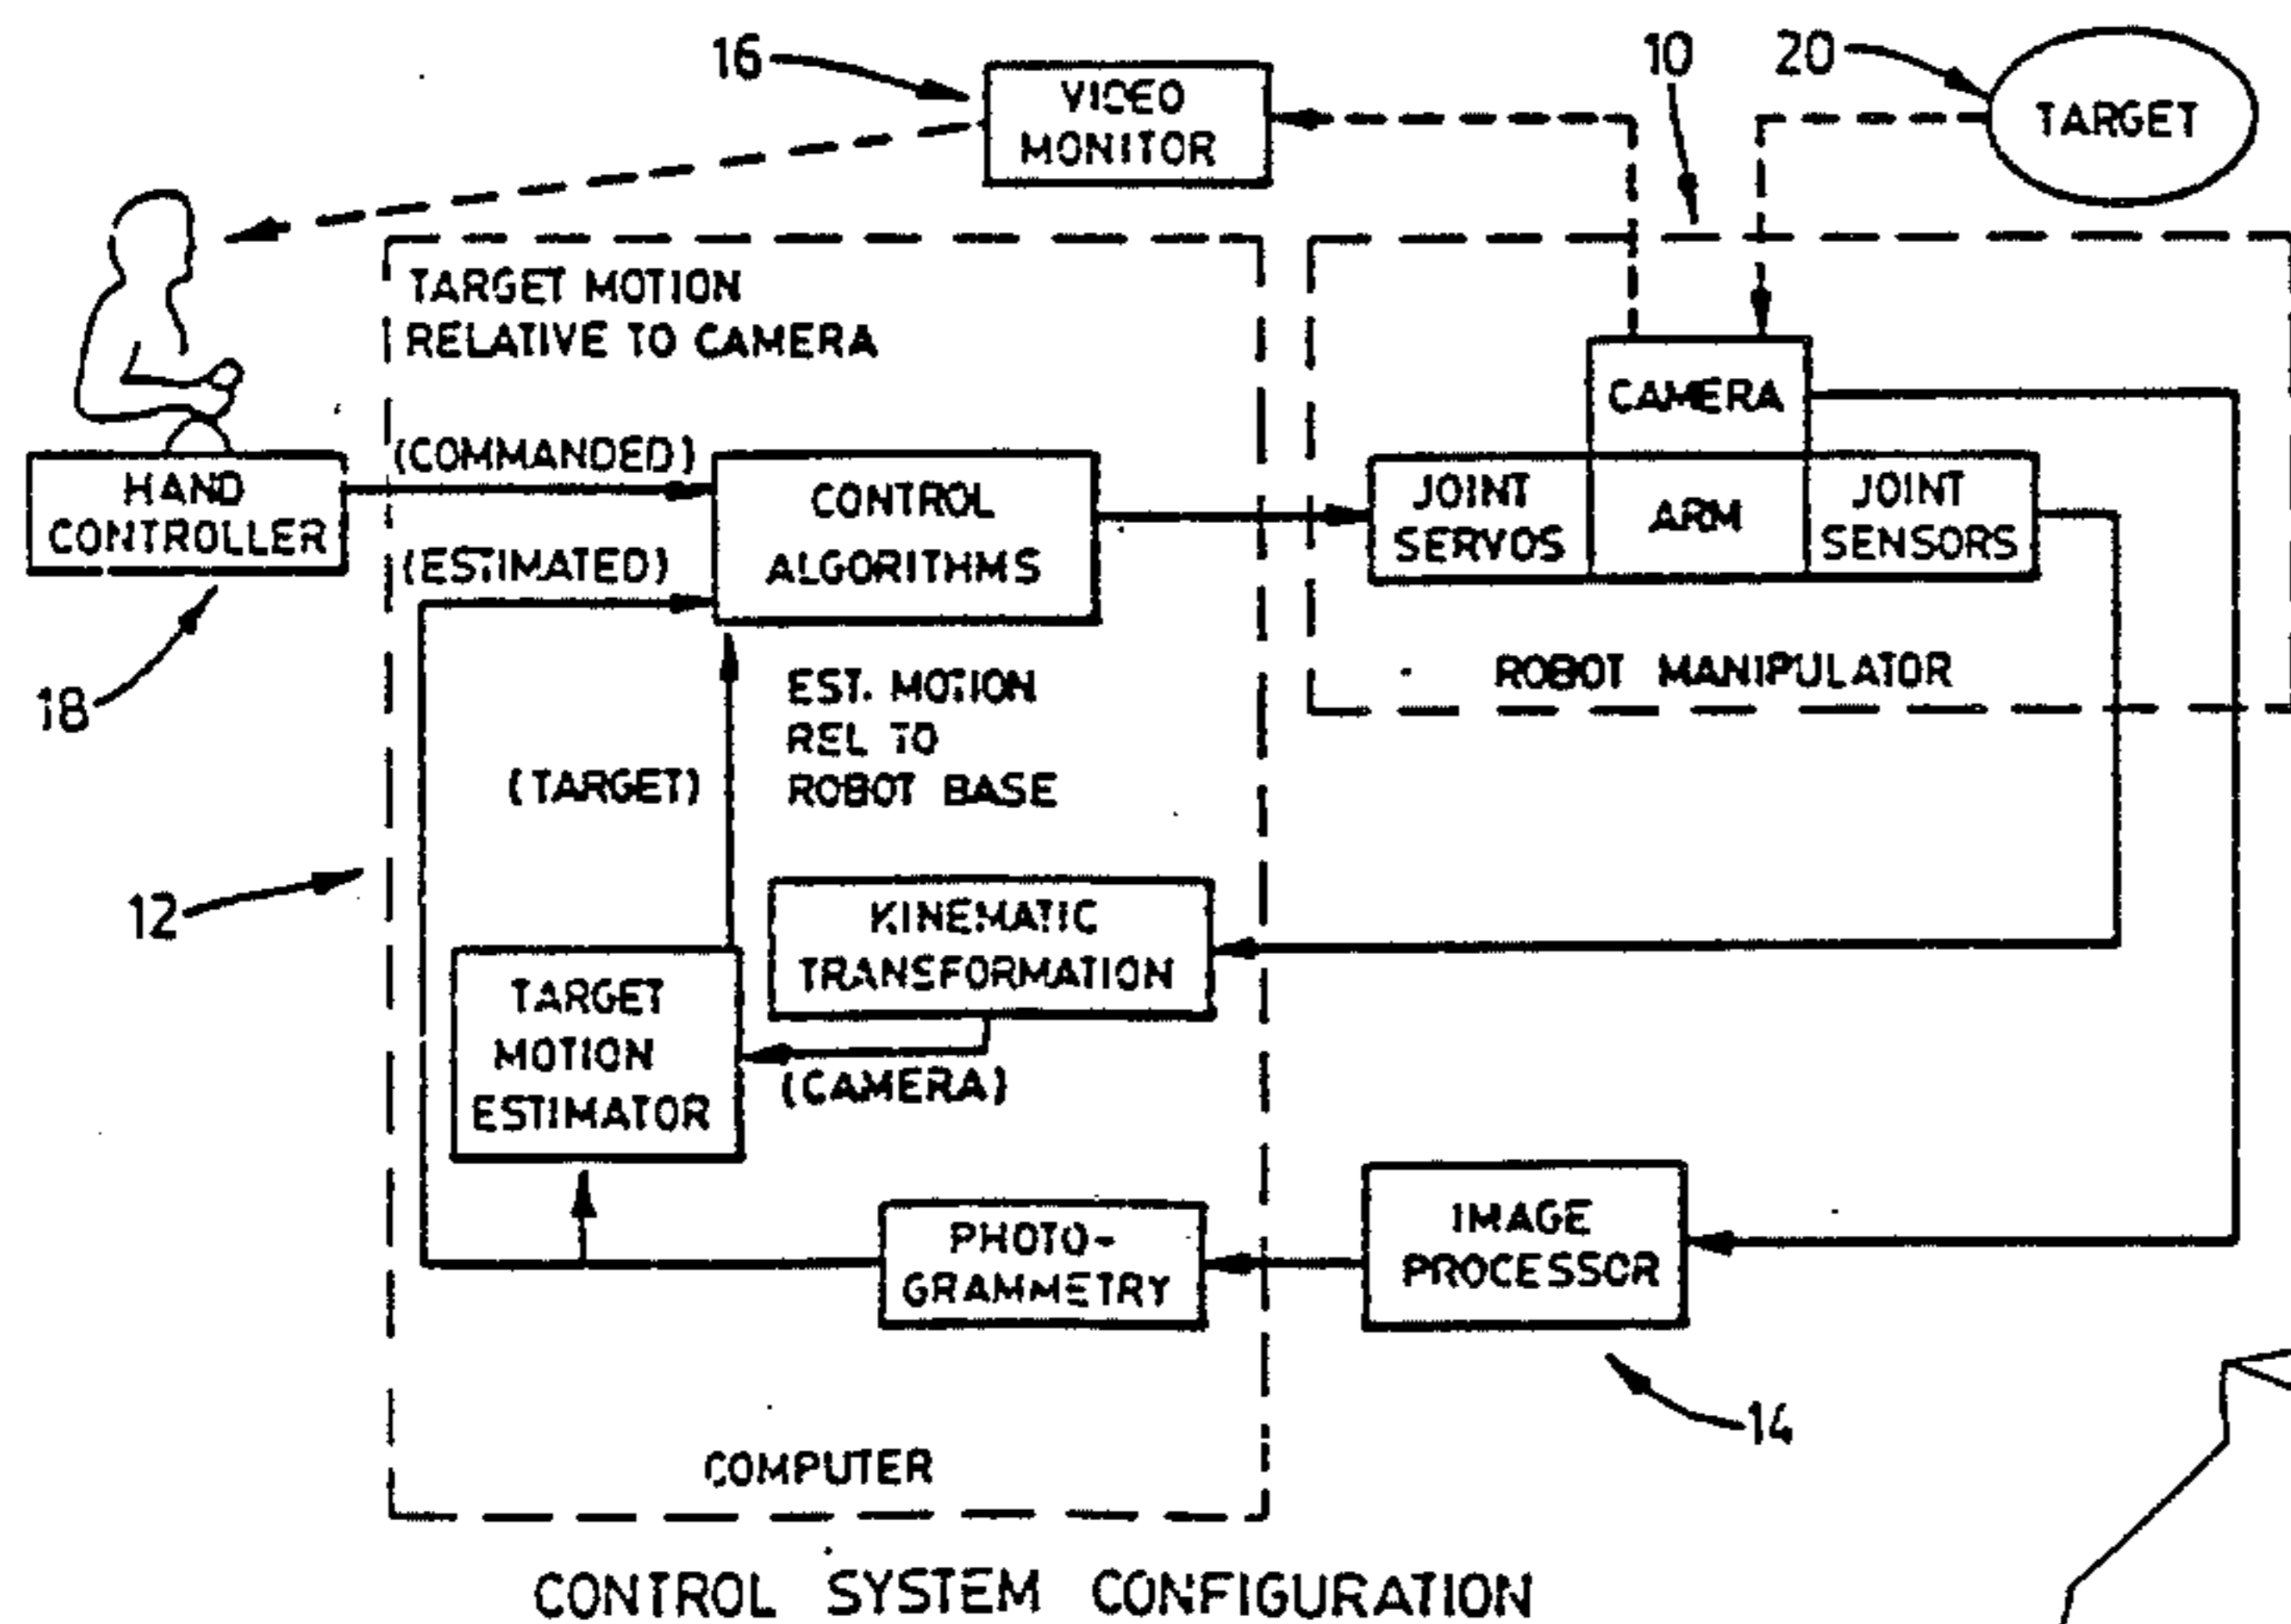 16
10
20
VIDEO
MONITOR
TARGET
TARGET MOTION
RELATIVE TO CAMERA
CAMERA
(COMMANDED)
HAND
CONTROLLER
CONTROL
ALGORITHMS
JOINT
SERVOS
ARM
JOINT
SENSORS
(ESTIMATED)
18
EST. MOTION
REL TO
ROBOT BASE
ROBOT MANIPULATOR
(TARGET)
12
KINEMATIC
TRANSFORMATION
TARGET
MOTION
ESTIMATOR
(CAMERA)
PHOTO-
GRAMMETRY
IMAGE
PROCESSOR
14
COMPUTER
CONTROL SYSTEM CONFIGURATION